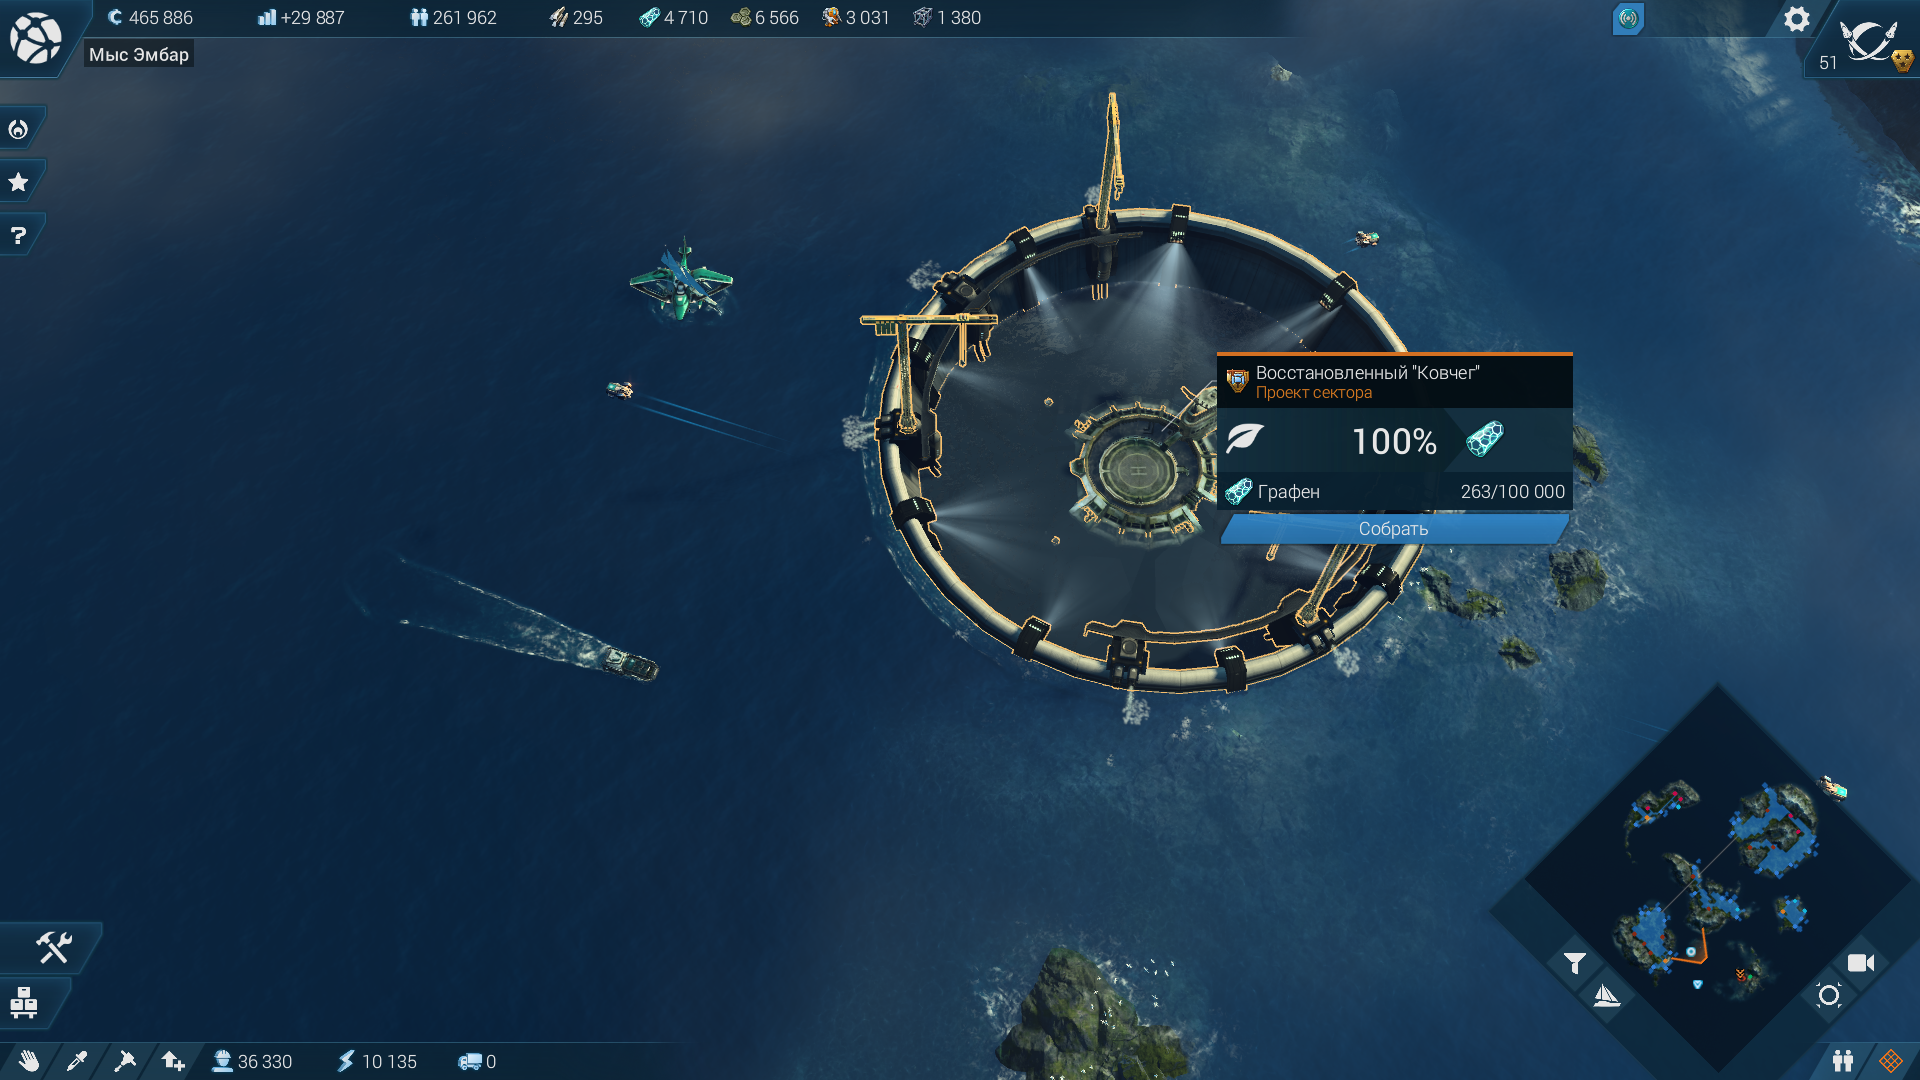 465 886
+29 887
261 962
295
4 710
6 566
3 031
1 380
51
Мыс Эмбар
?
H
Восстановленный "Ковчег"
Проект сектора
100%
Графен
263/100 000
Собрать
36 330
10 135
0